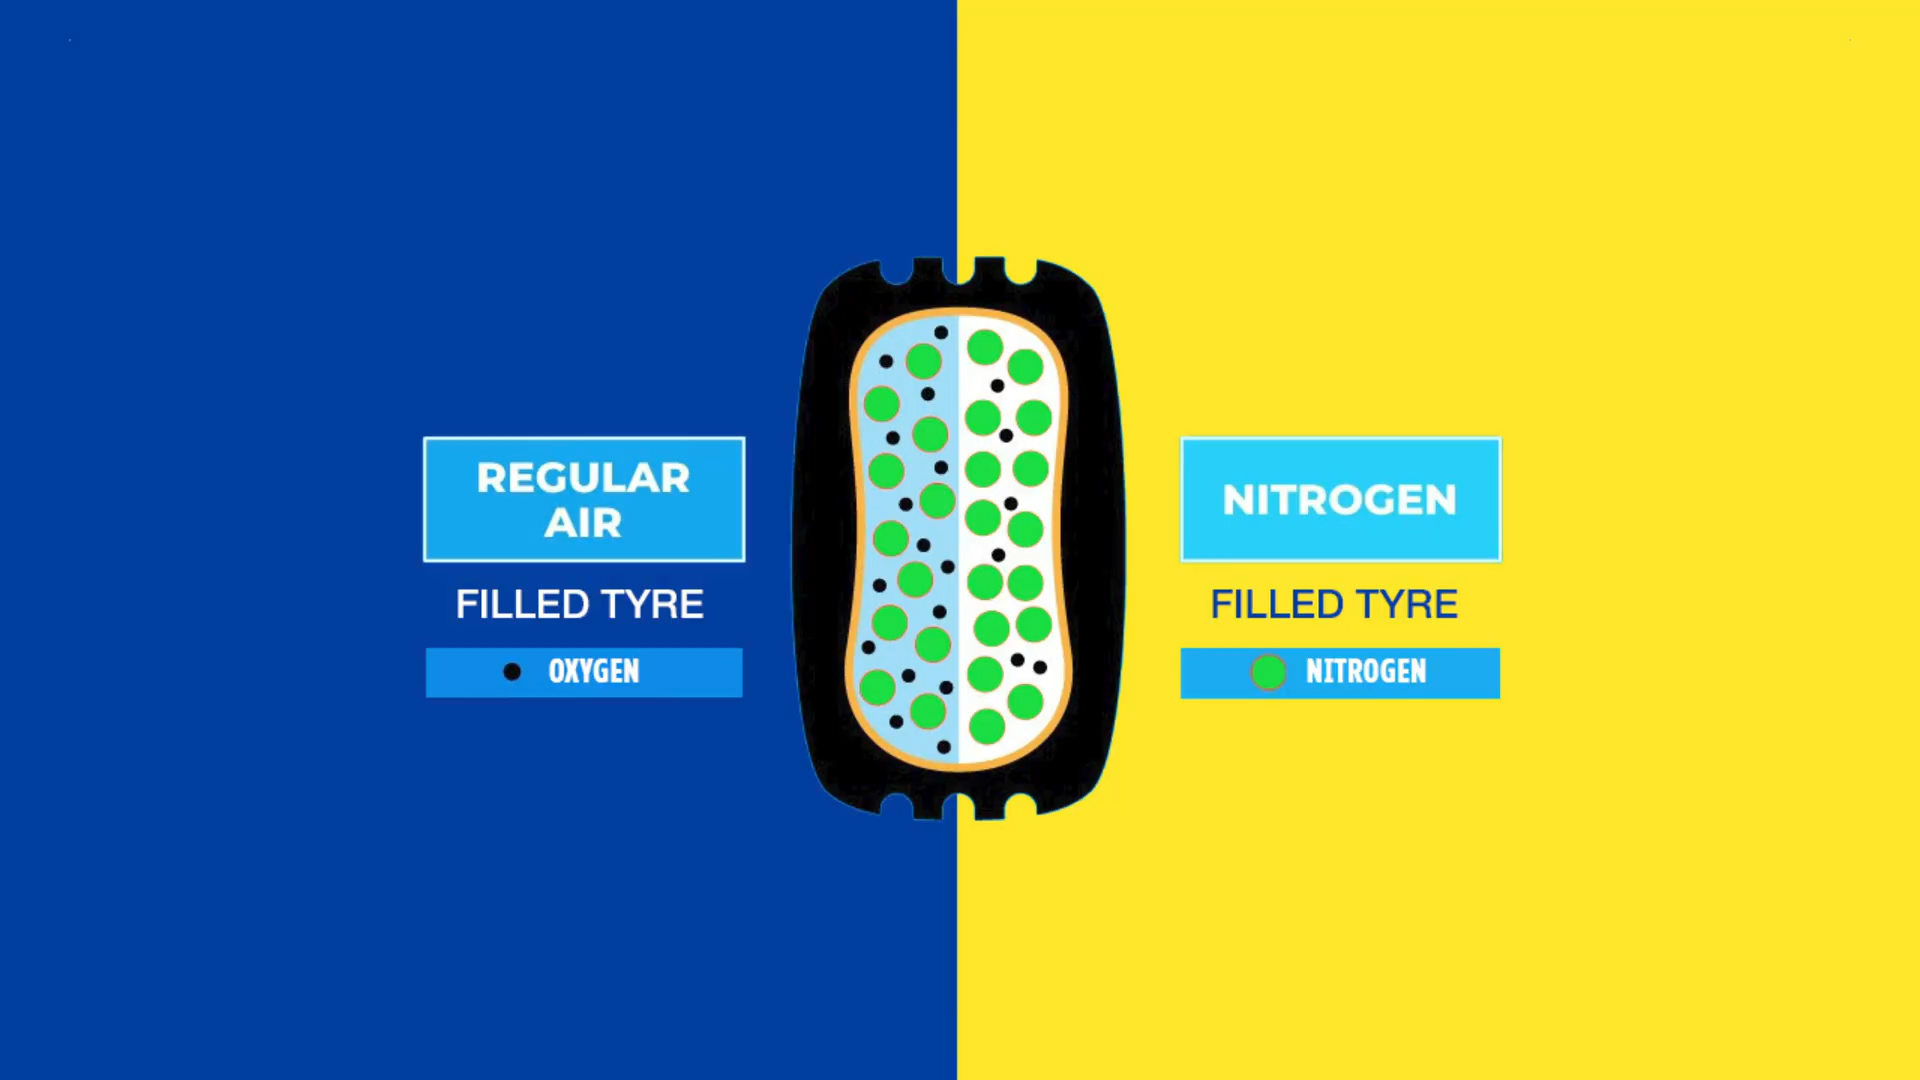 REGULAR
AIR
FILLED TYRE
OXYGEN
NITROGEN
FILLED TYRE
NITROGEN